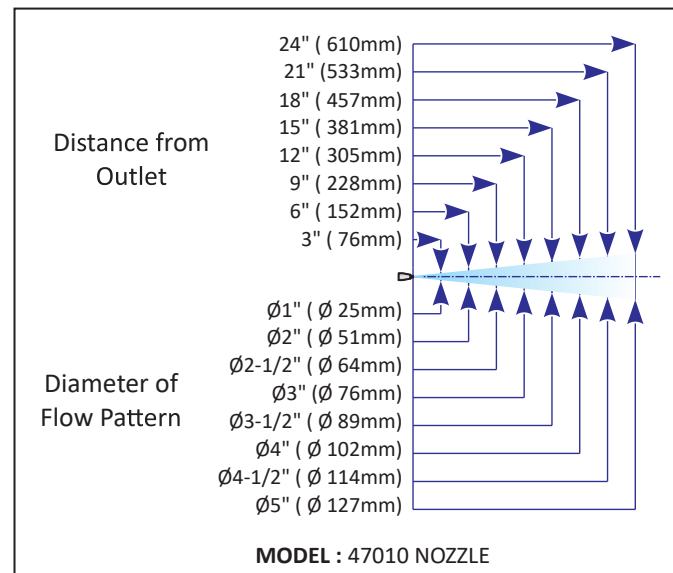 24" ( 610mm)
21" (533mm)
18" ( 457mm)
15" ( 381mm)
12" ( 305mm)
9" ( 228mm)
6" ( 152mm)
3" ( 76mm)
Distance from
Outlet
Ø1" ( Ø 25mm)
Ø2" ( Ø 51mm)
Ø2-1/2" ( Ø 64mm)
Ø3" (Ø 76mm)
Ø3-1/2" ( Ø 89mm)
Ø4" ( Ø 102mm)
Ø4-1/2" ( Ø 114mm)
Ø5" ( Ø 127mm)
Diameter of
Flow Pattern
MODEL : 47010 NOZZLE